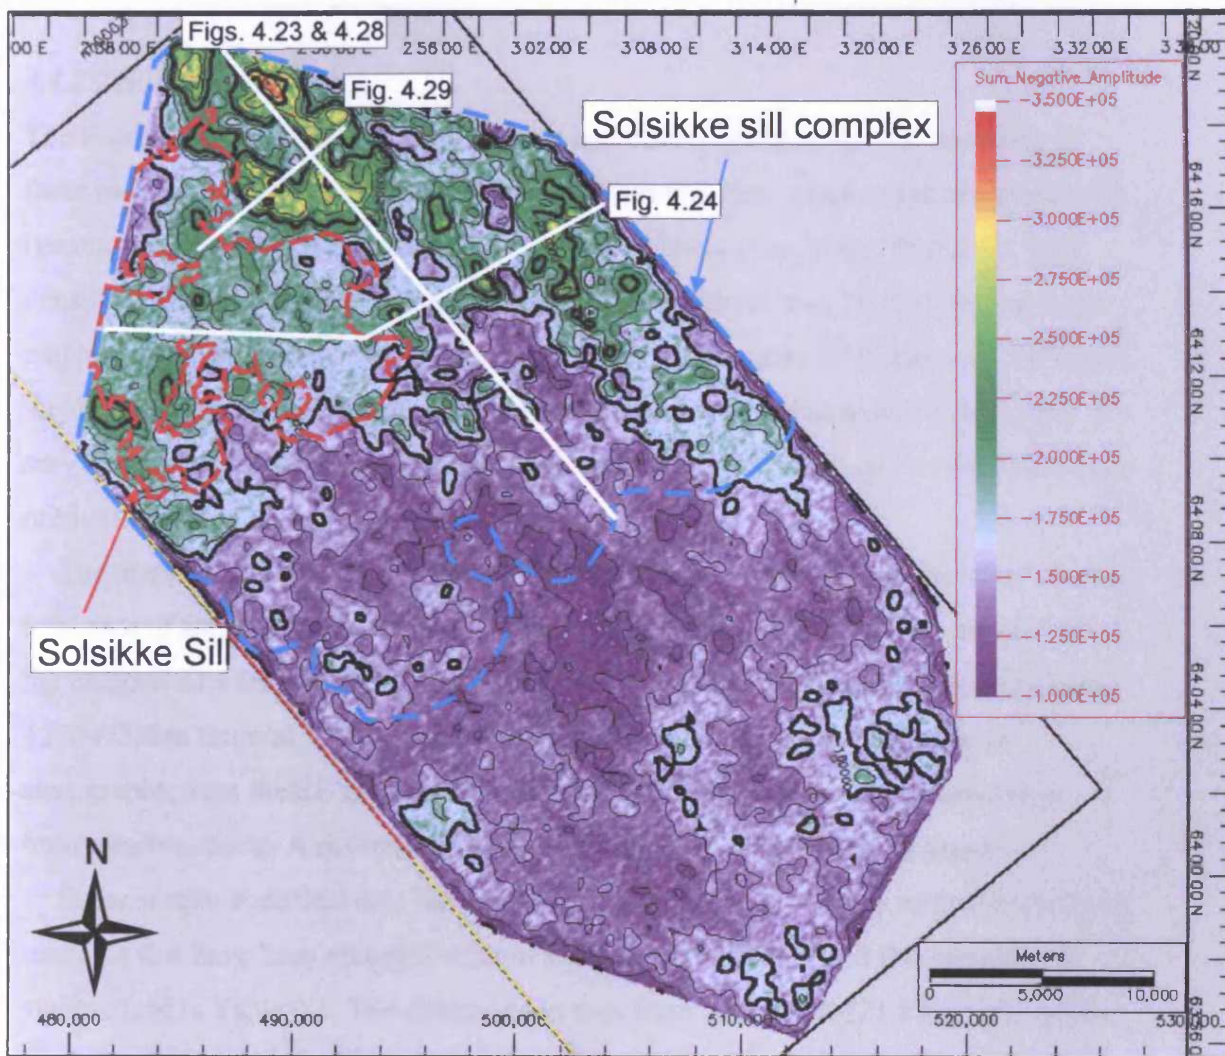 Figs. 4.23 & 4.28
00 E
256 00 E
302 00 E
308 00 E
314 00 E
320 00 E
326 00 E
332 00 E
Fig. 4.29
Solsikke sill complex
Fig. 4.24
Sum_Negative_Amplitude
-3.500E+05
-3.250E+05
-3.000E+05
-2.750E+05
-2.500E+05
-2.250E+05
-2.000E+05
-1.750E+05
-1.500E+05
-1.250E+05
-1.000E+05
64 16 00 N
64 12 00 N
64 08 00 N
64 04 00 N
64 00 00 N
Solsikke Sill
N
Meters
0
5,000
10,000
480,000
490,000
500,000
510,000
520,000